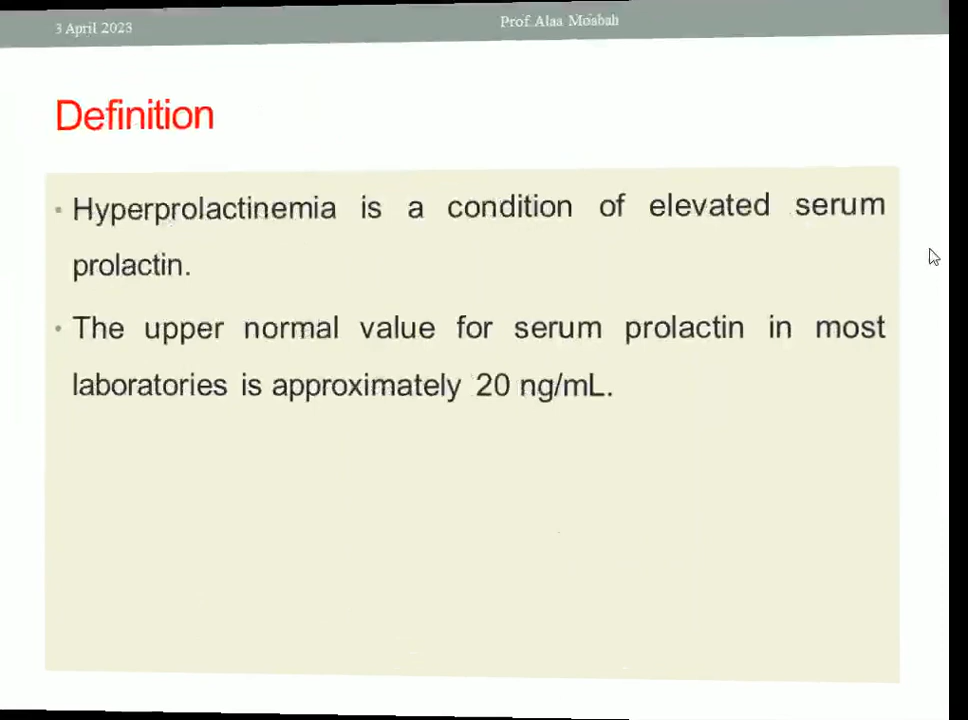 3 April 2023
Prof. Alaa Mosbah
Definition
• Hyperprolactinemia is a condition of elevated serum
prolactin.
• The upper normal value for serum prolactin in most
laboratories is approximately 20 ng/mL.